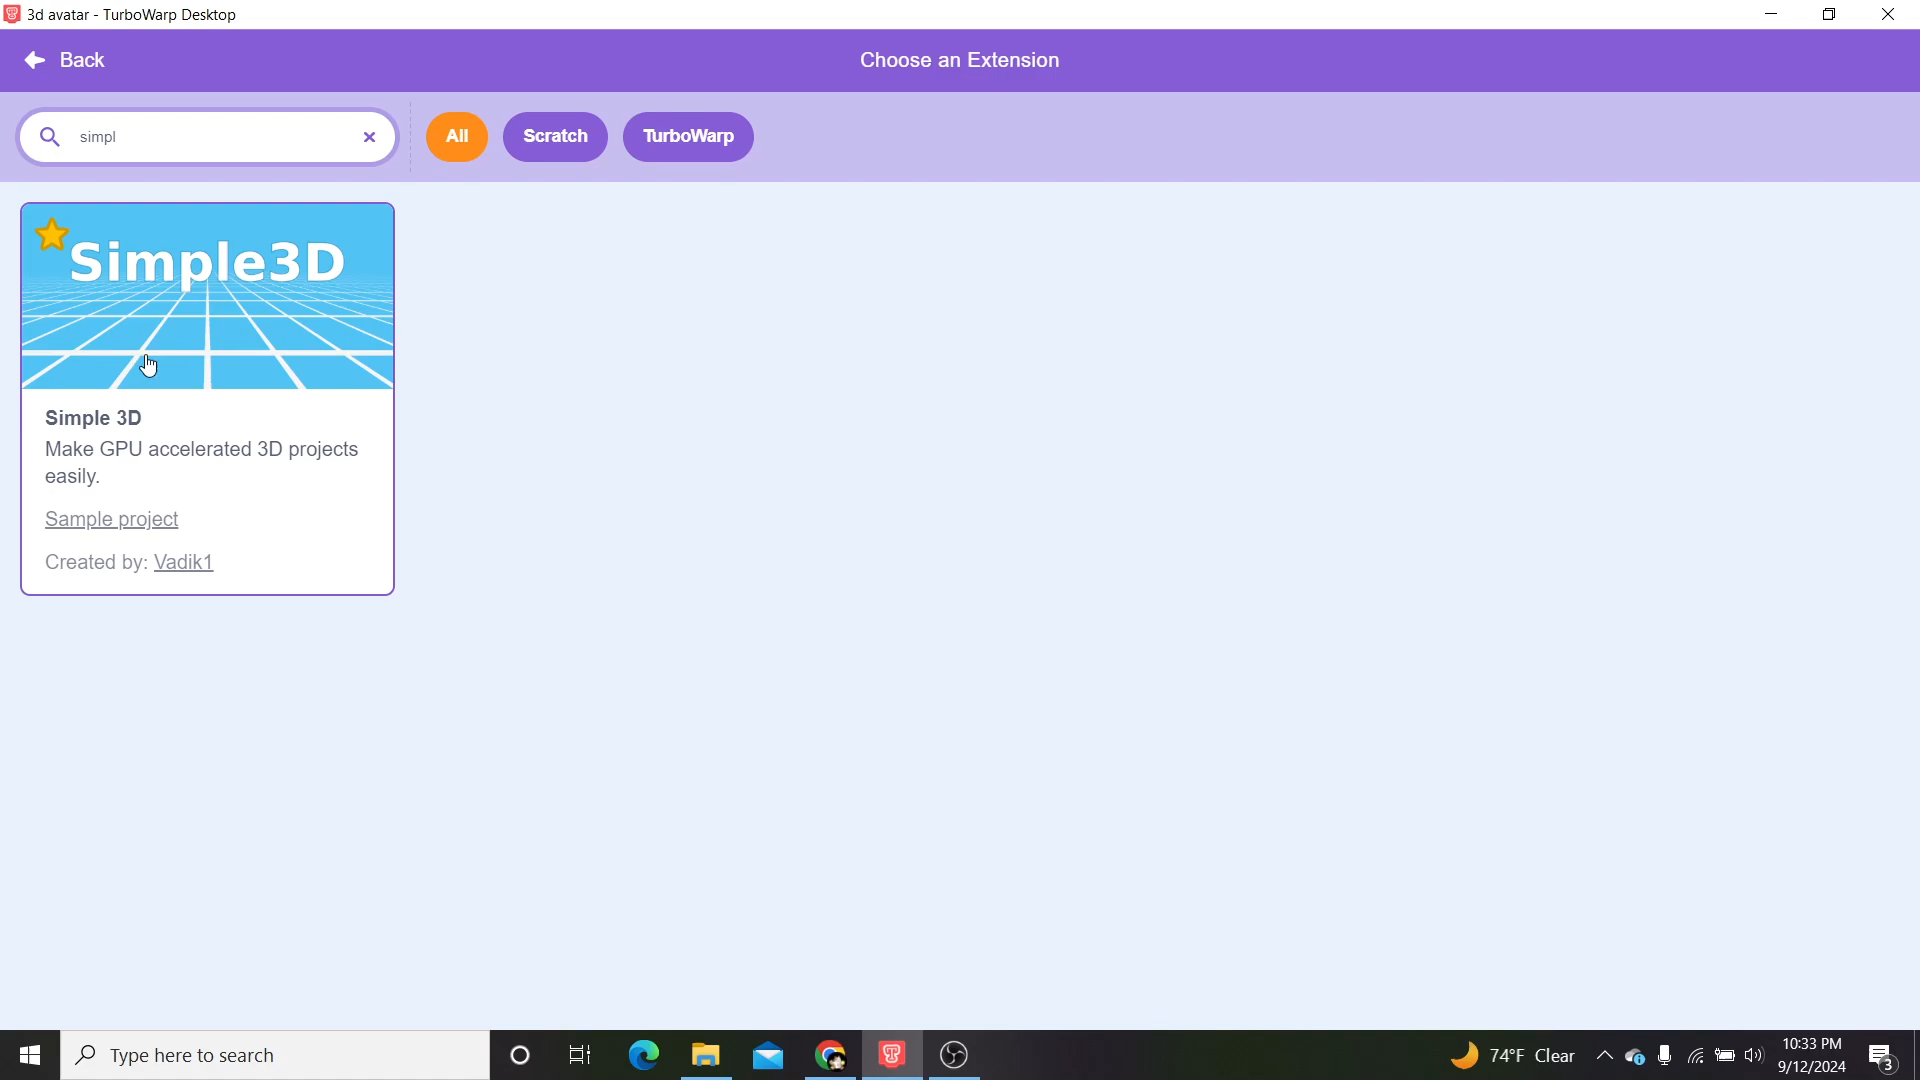 3d avatar - TurboWarp Desktop
Back
Choose an Extension
simpl
All
Scratch
TurboWarp
Simple3D
Simple 3D
Make GPU accelerated 3D projects
easily.
Sample project
Created by: Vadik1
Type here to search
74°F Clear
10:33 PM
9/12/2024
3